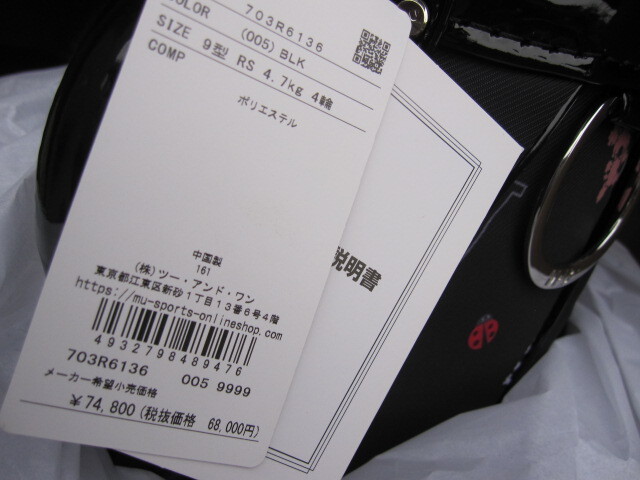 COLOR
703R6136
(005) BLK
SIZE 9型 RS 4.7kg 4輪
COMP
ポリエステル
中国製
161
(株)ツー・アンド・ワン
東京都江東区新砂1丁目13番6号4階
https://mu-sports-onlineshop.com
4932798489476
703R6136 005 9999
メーカー希望小売価格
¥74,800(税抜価格 68,000円)
説明書